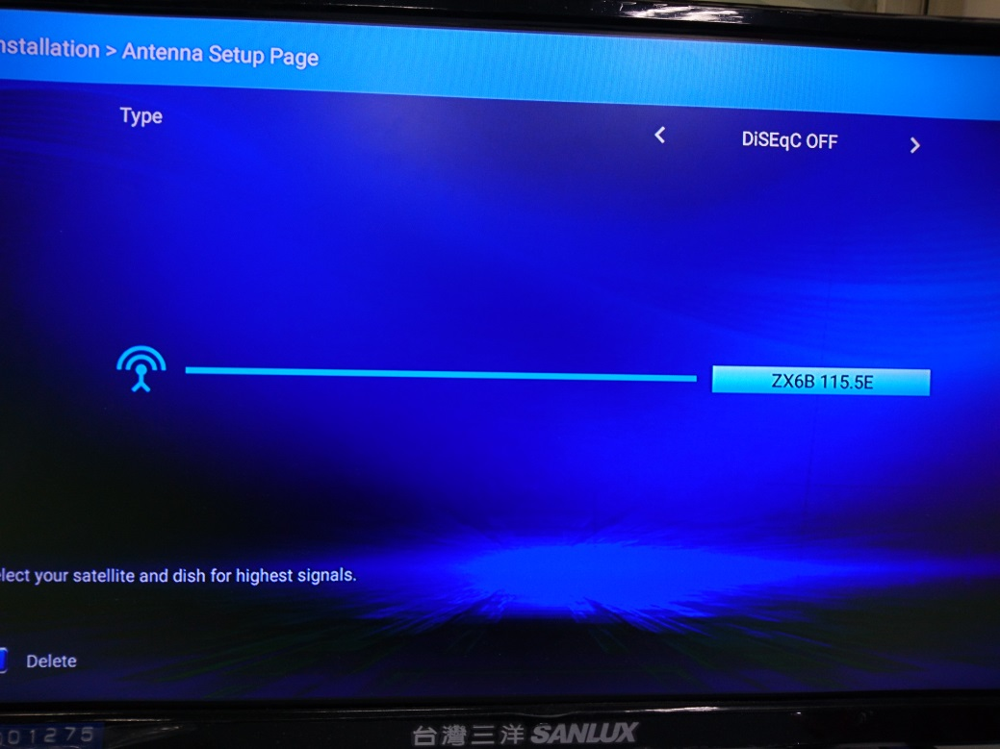 nstallation > Antenna Setup Page
Type
< DiSEqC OFF >
ZX6B 115.5E
lect your satellite and dish for highest signals.
Delete
01275
台灣三洋 SANLUX